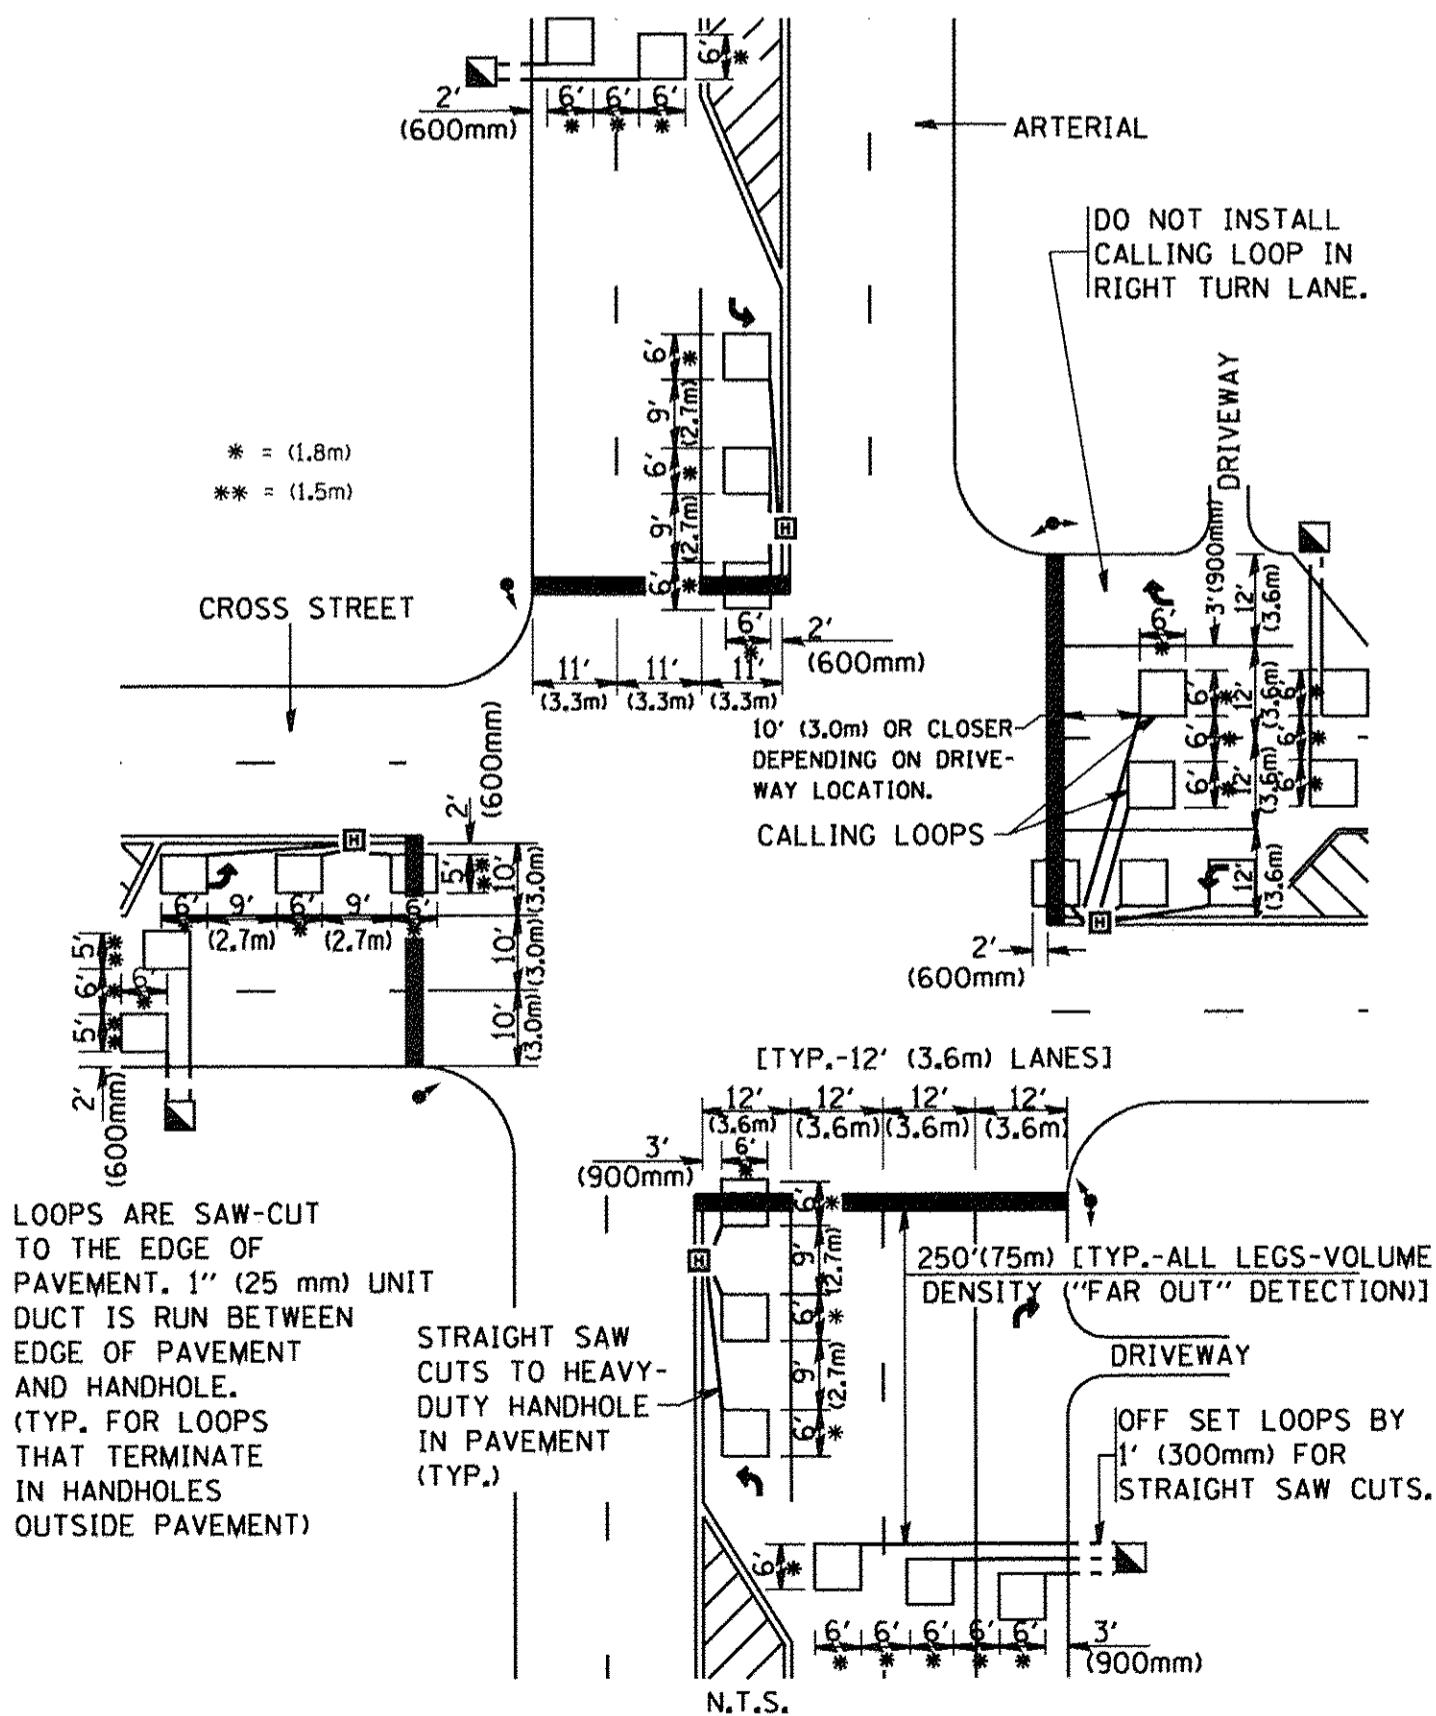 6'
*
2'
(600mm)
6' 6' 6'
* * *
ARTERIAL
DO NOT INSTALL
CALLING LOOP IN
RIGHT TURN LANE.
* = (1.8m)
** = (1.5m)
6' *
9' (2.7m)
6' *
9' (2.7m)
6' *
H
DRIVEWAY
3'(900mm)
12'
(3.6m)
CROSS STREET
6'
*
2'
(600mm)
11' 11' 11'
(3.3m) (3.3m) (3.3m)
6'
*
10' (3.0m) OR CLOSER
DEPENDING ON DRIVE-
WAY LOCATION.
CALLING LOOPS
6' *
6' *
6' *
12'
(3.6m)
12'
(3.6m)
6' *
6' *
6' *
12'
(3.6m)
H
2'
(600mm)
2'
(600mm)
H
5'
**
10'
(3.0m)
10'
(3.0m)
10'
(3.0m)
6' 9' 6' 9' 6'
* (2.7m) * (2.7m) *
5' **
6' *
5' **
6'
*
2'
(600mm)
[TYP.-12' (3.6m) LANES]
12' 12' 12' 12'
(3.6m) (3.6m) (3.6m) (3.6m)
3'
(900mm)
6'
*
6' *
9' 12.7m)
6' *
9' (2.7m)
6' *
H
LOOPS ARE SAW-CUT
TO THE EDGE OF
PAVEMENT. 1" (25 mm) UNIT
DUCT IS RUN BETWEEN
EDGE OF PAVEMENT
AND HANDHOLE.
(TYP. FOR LOOPS
THAT TERMINATE
IN HANDHOLES
OUTSIDE PAVEMENT)
STRAIGHT SAW
CUTS TO HEAVY-
DUTY HANDHOLE
IN PAVEMENT
(TYP.)
250'(75m) [TYP.-ALL LEGS-VOLUME
DENSITY ("FAR OUT" DETECTION)]
DRIVEWAY
OFF SET LOOPS BY
1' (300mm) FOR
STRAIGHT SAW CUTS.
6'
*
6' 6' 6' 6' 6'
* * * * *
3'
(900mm)
N.T.S.